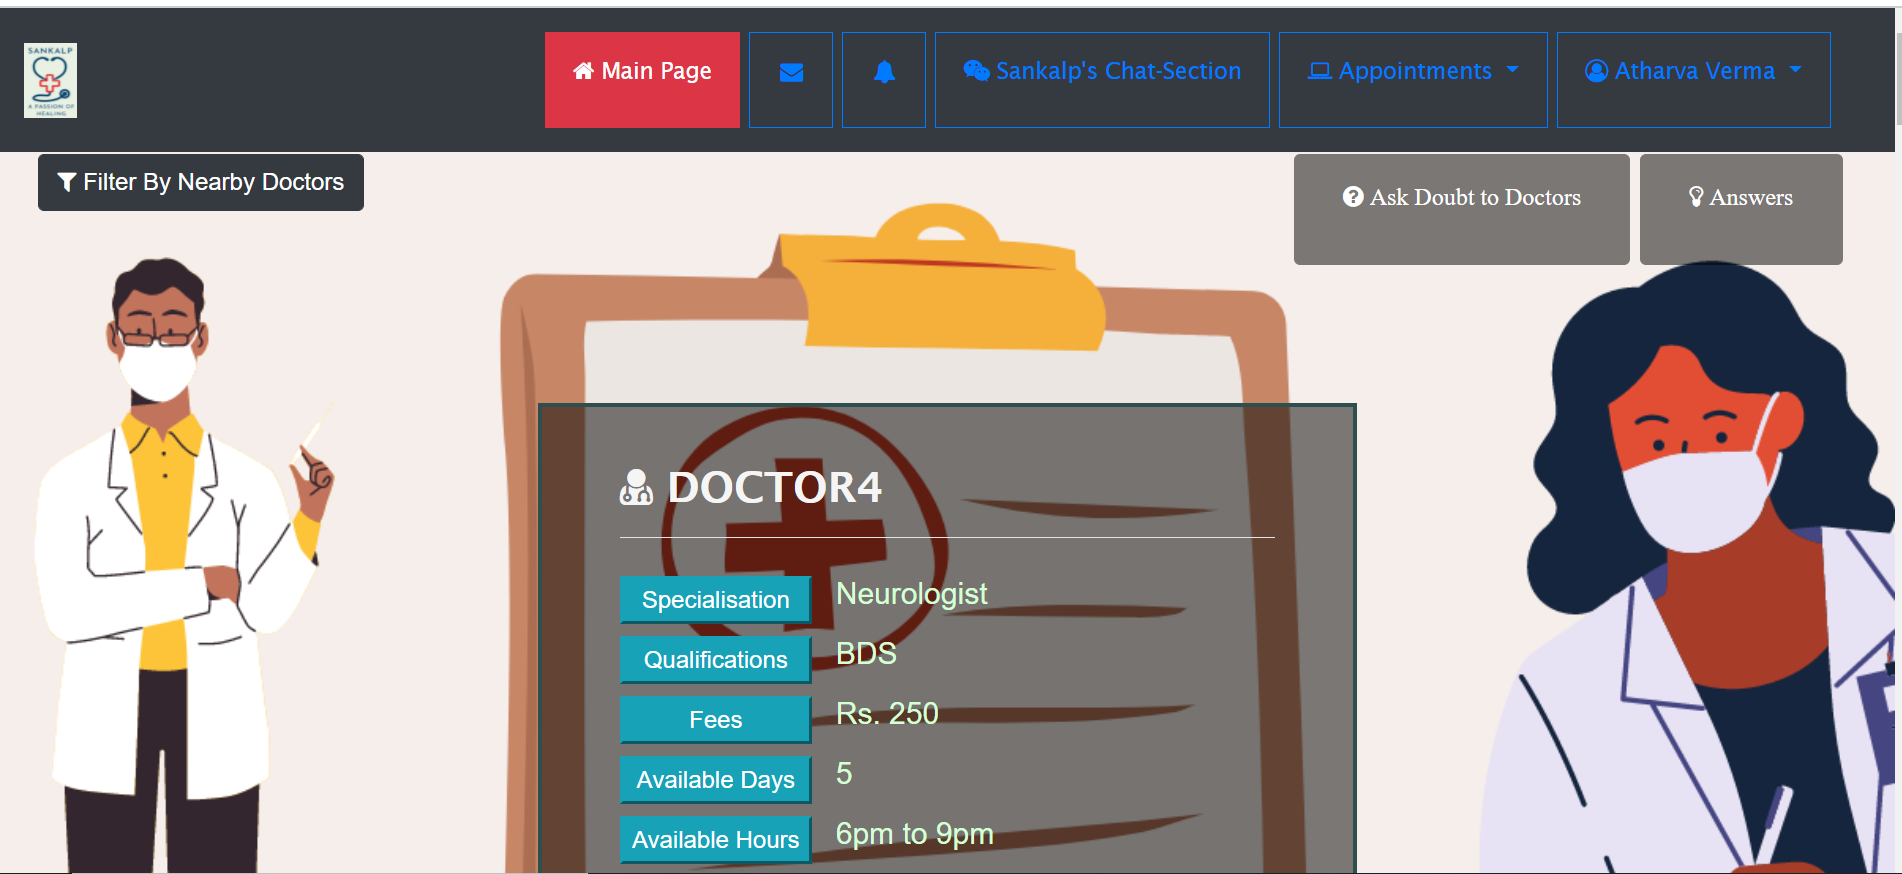 SANKALP
A PASSION OF
HEALING
Main Page
Sankalp's Chat-Section
Appointments
Atharva Verma
Filter By Nearby Doctors
Ask Doubt to Doctors
Answers
DOCTOR4
Specialisation Neurologist
Qualifications BDS
Fees Rs. 250
Available Days 5
Available Hours 6pm to 9pm